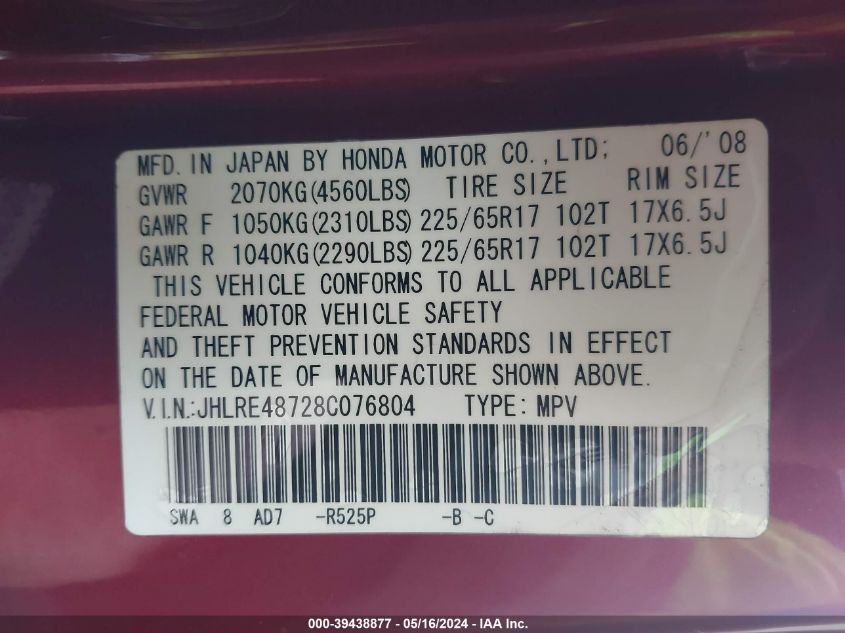 MFD. IN JAPAN BY HONDA MOTOR CO., LTD; 06/'08
GVWR 2070KG(4560LBS) TIRE SIZE RIM SIZE
GAWR F 1050KG(2310LBS) 225/65R17 102T 17X6.5J
GAWR R 1040KG(2290LBS) 225/65R17 102T 17X6.5J
THIS VEHICLE CONFORMS TO ALL APPLICABLE
FEDERAL MOTOR VEHICLE SAFETY
AND THEFT PREVENTION STANDARDS IN EFFECT
ON THE DATE OF MANUFACTURE SHOWN ABOVE.
V.I.N.:JHLRE48728C076804 TYPE: MPV
SWA 8 AD7 -R525P -B -C
000-39438877 - 05/16/2024 - IAA Inc.